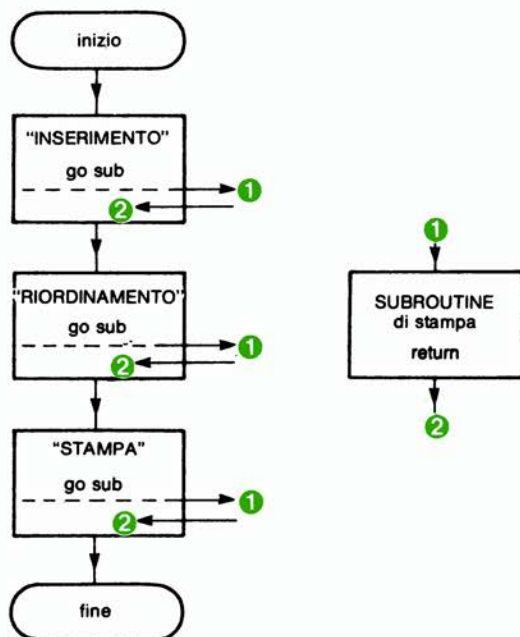 inizio
"INSERIMENTO"
go sub
1
2
"RIORDINAMENTO"
go sub
1
2
"STAMPA"
go sub
1
2
fine
1
SUBROUTINE
di stampa
return
2